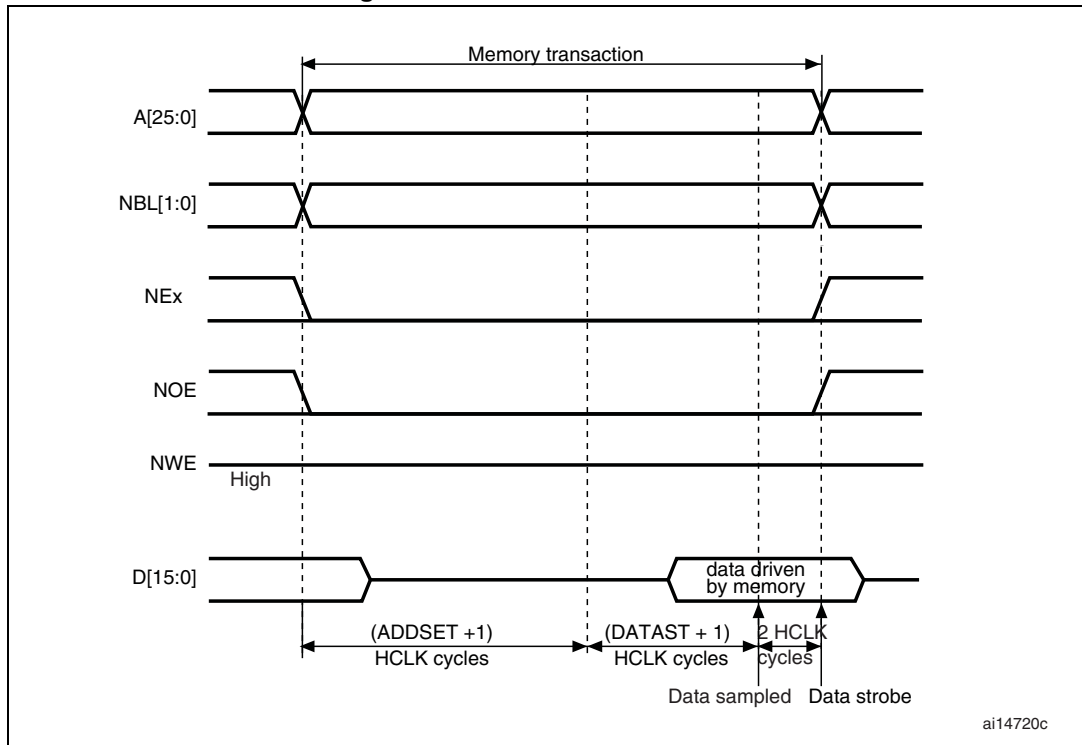 Memory transaction
A[25:0]
NBL[1:0]
NEx
NOE
NWE
High
D[15:0]
data driven
by memory
(ADDSET +1)
HCLK cycles
(DATAST + 1)
HCLK cycles
2 HCLK
cycles
Data sampled
Data strobe
ai14720c